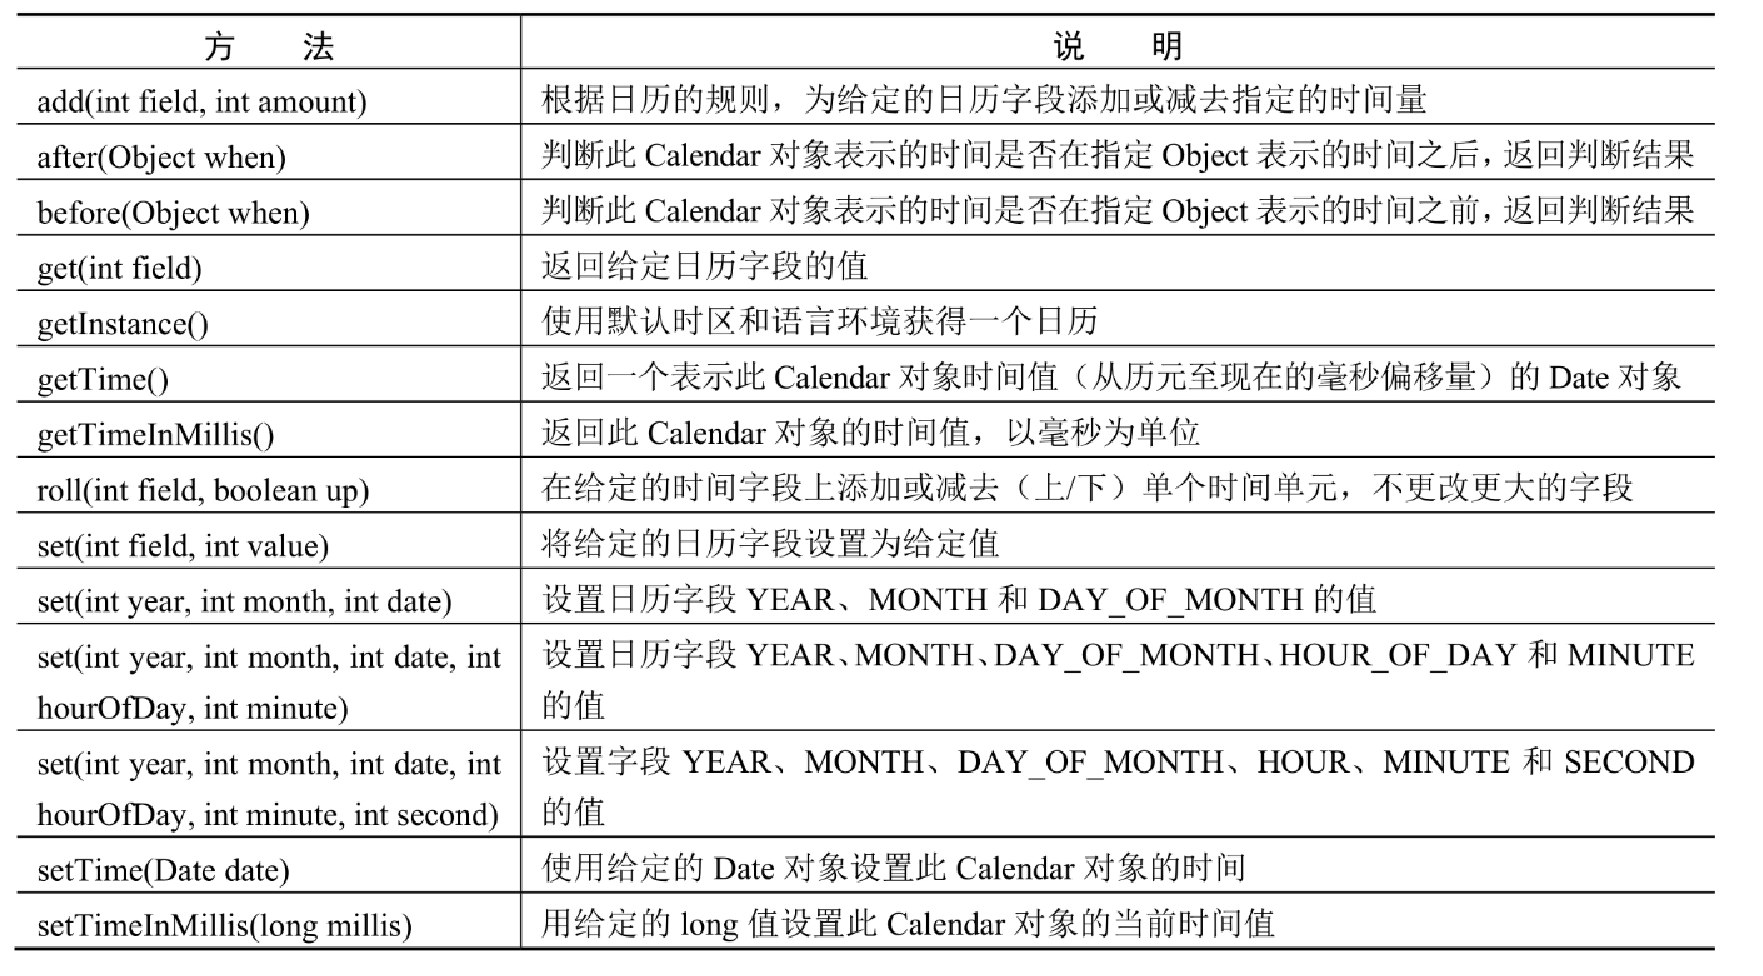 方 法 说 明
add(int field, int amount) 根据日历的规则，为给定的日历字段添加或减去指定的时间量
after(Object when) 判断此 Calendar 对象表示的时间是否在指定 Object 表示的时间之后，返回判断结果
before(Object when) 判断此 Calendar 对象表示的时间是否在指定 Object 表示的时间之前，返回判断结果
get(int field) 返回给定日历字段的值
getInstance() 使用默认时区和语言环境获得一个日历
getTime() 返回一个表示此 Calendar 对象时间值（从历元至现在的毫秒偏移量）的 Date 对象
getTimeInMillis() 返回此 Calendar 对象的时间值，以毫秒为单位
roll(int field, boolean up) 在给定的时间字段上添加或减去（上/下）单个时间单元，不更改更大的字段
set(int field, int value) 将给定的日历字段设置为给定值
set(int year, int month, int date) 设置日历字段 YEAR、MONTH 和 DAY_OF_MONTH 的值
set(int year, int month, int date, int 设置日历字段 YEAR、MONTH、DAY_OF_MONTH、HOUR_OF_DAY 和 MINUTE
hourOfDay, int minute) 的值
set(int year, int month, int date, int 设置字段 YEAR、MONTH、DAY_OF_MONTH、HOUR、MINUTE 和 SECOND
hourOfDay, int minute, int second) 的值
setTime(Date date) 使用给定的 Date 对象设置此 Calendar 对象的时间
setTimeInMillis(long millis) 用给定的 long 值设置此 Calendar 对象的当前时间值